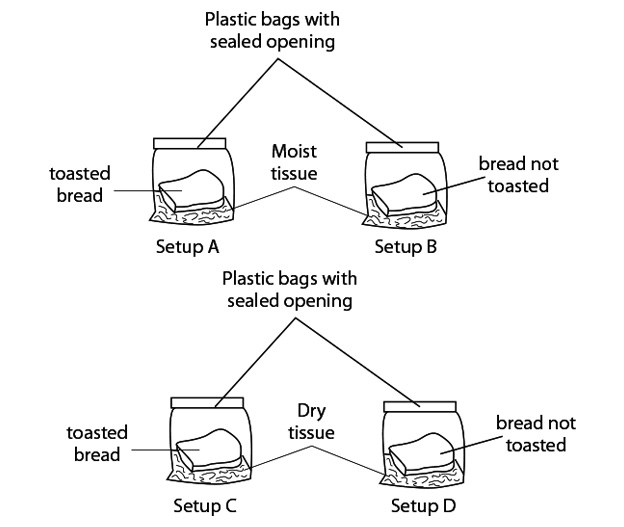 Plastic bags with
sealed opening
toasted
bread
Moist
tissue
bread not
toasted
Setup A
Setup B
Plastic bags with
sealed opening
toasted
bread
Dry
tissue
bread not
toasted
Setup C
Setup D